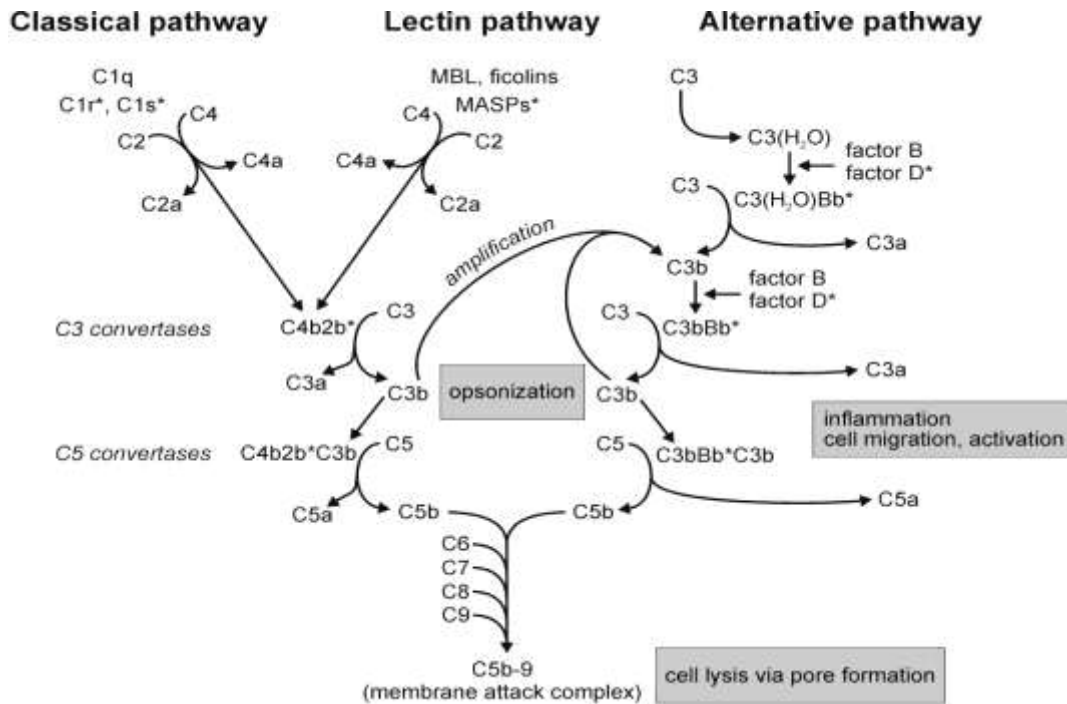 Classical pathway
Lectin pathway
Alternative pathway
C1q
C1r*, C1s*
C4
C2
C4a
C2a
MBL, ficolins
MASPs*
C4
C2
C4a
C2a
C3
C3(H2O)
factor B
factor D*
C3
C3(H2O)Bb*
C3a
amplification
C3b
factor B
factor D*
C3 convertases
C4b2b*
C3
C3a
C3b
opsonization
C3
C3bBb*
C3a
C3b
inflammation
cell migration, activation
C5 convertases
C4b2b*C3b
C5
C5a
C5b
C5
C3bBb*C3b
C5a
C5b
C6
C7
C8
C9
C5b-9
(membrane attack complex)
cell lysis via pore formation